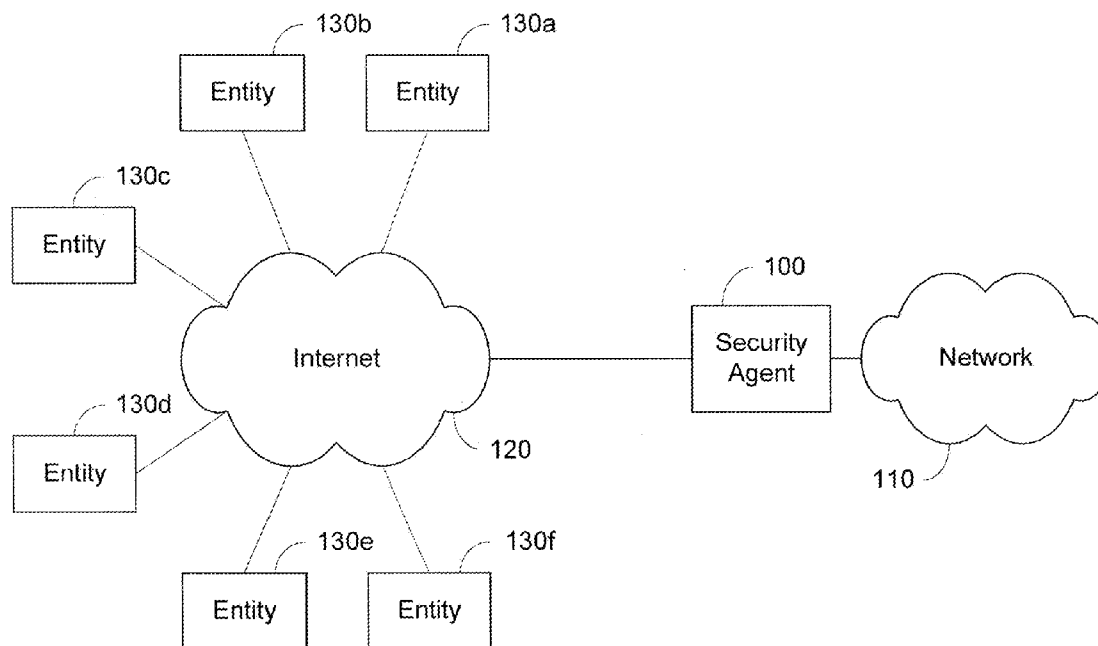 130b
130a
Entity
Entity
130c
Entity
100
Internet
Security
Agent
Network
130d
Entity
120
110
130e
130f
Entity
Entity